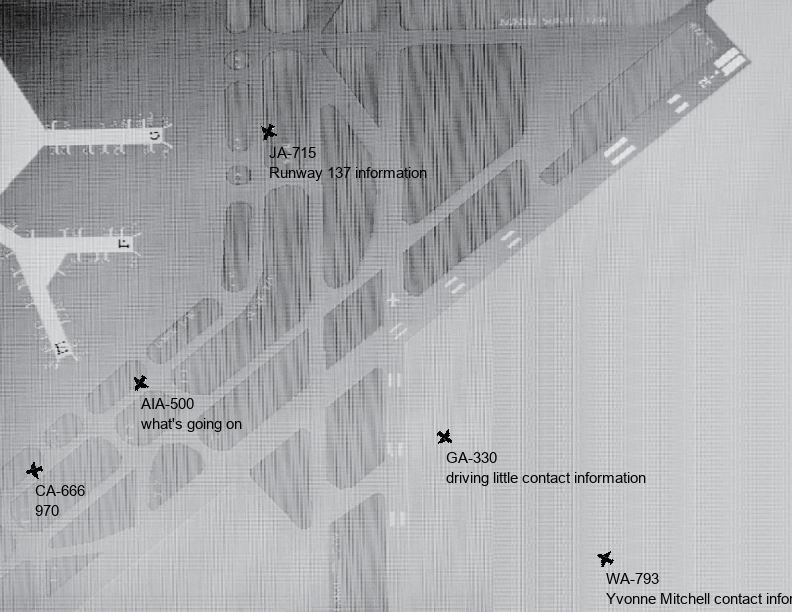 JA-715
Runway 137 information
AIA-500
what's going on
GA-330
driving little contact information
CA-666
970
WA-793
Yvonne Mitchell contact infor